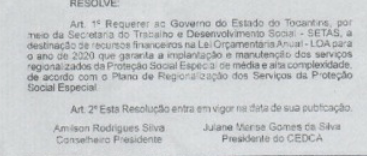 RESOLVE:
Art. 1º Requerer ao Governo do Estado do Tocantins, por
meio da Secretaria do Trabalho e Desenvolvimento Social - SETAS, a
destinação de recursos financeiros na Lei Orçamentária Anual - LOA para
o ano de 2020 que garanta a implantação e manutenção dos serviços
regionalizados da Proteção Social Especial de média e alta complexidade,
de acordo com o Plano de Regionalização dos Serviços da Proteção
Social Especial.
Art. 2º Esta Resolução entra em vigor na data de sua publicação.
Amilson Rodrigues Silva
Conselheiro Presidente
Julane Marise Gomes da Silva
Presidente do CEDCA